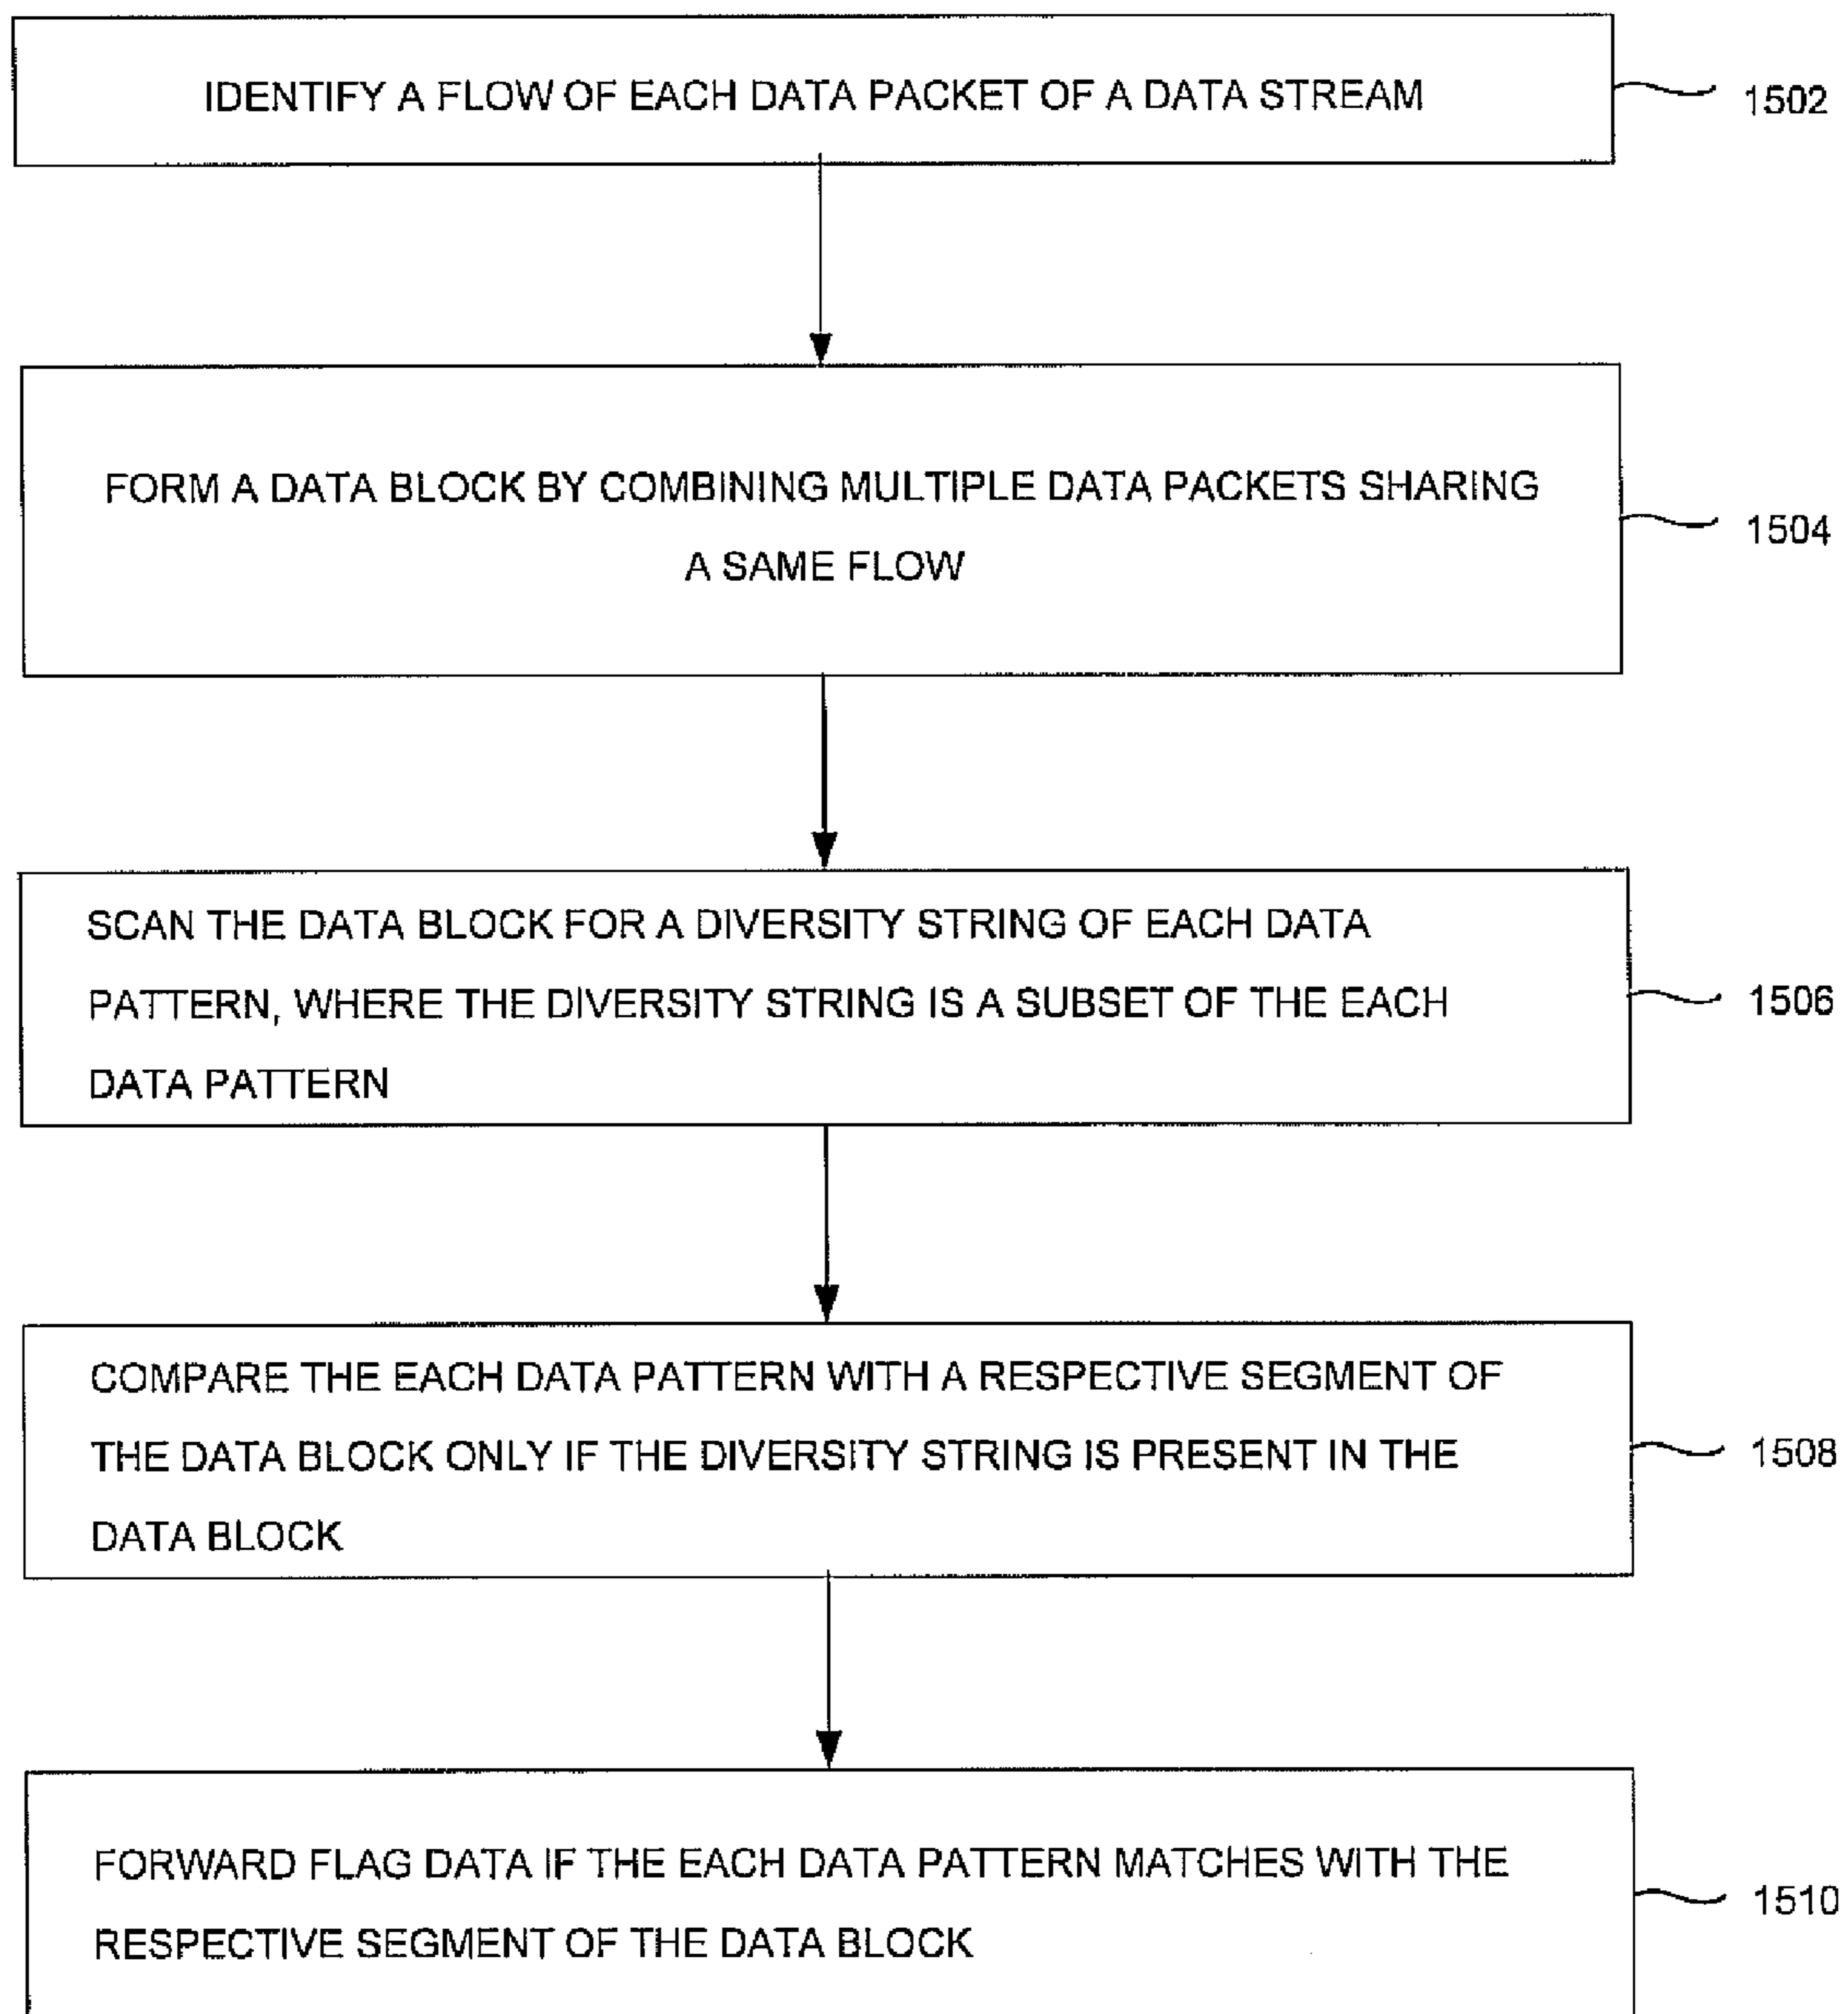 IDENTIFY A FLOW OF EACH DATA PACKET OF A DATA STREAM
1502
FORM A DATA BLOCK BY COMBINING MULTIPLE DATA PACKETS SHARING
A SAME FLOW
1504
SCAN THE DATA BLOCK FOR A DIVERSITY STRING OF EACH DATA
PATTERN, WHERE THE DIVERSITY STRING IS A SUBSET OF THE EACH
DATA PATTERN
1506
COMPARE THE EACH DATA PATTERN WITH A RESPECTIVE SEGMENT OF
THE DATA BLOCK ONLY IF THE DIVERSITY STRING IS PRESENT IN THE
DATA BLOCK
1508
FORWARD FLAG DATA IF THE EACH DATA PATTERN MATCHES WITH THE
RESPECTIVE SEGMENT OF THE DATA BLOCK
1510